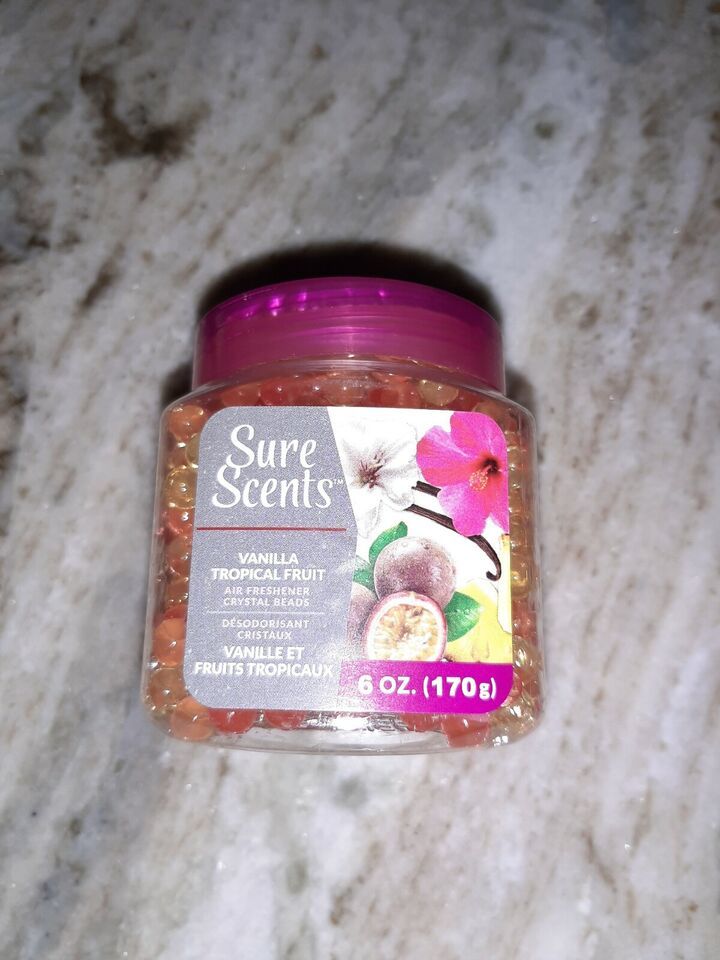 Sure
Scents™
VANILLA
TROPICAL FRUIT
AIR FRESHENER
CRYSTAL BEADS
DÉSODORISANT
CRISTAUX
VANILLE ET
FRUITS TROPICAUX
6 OZ. (170g)